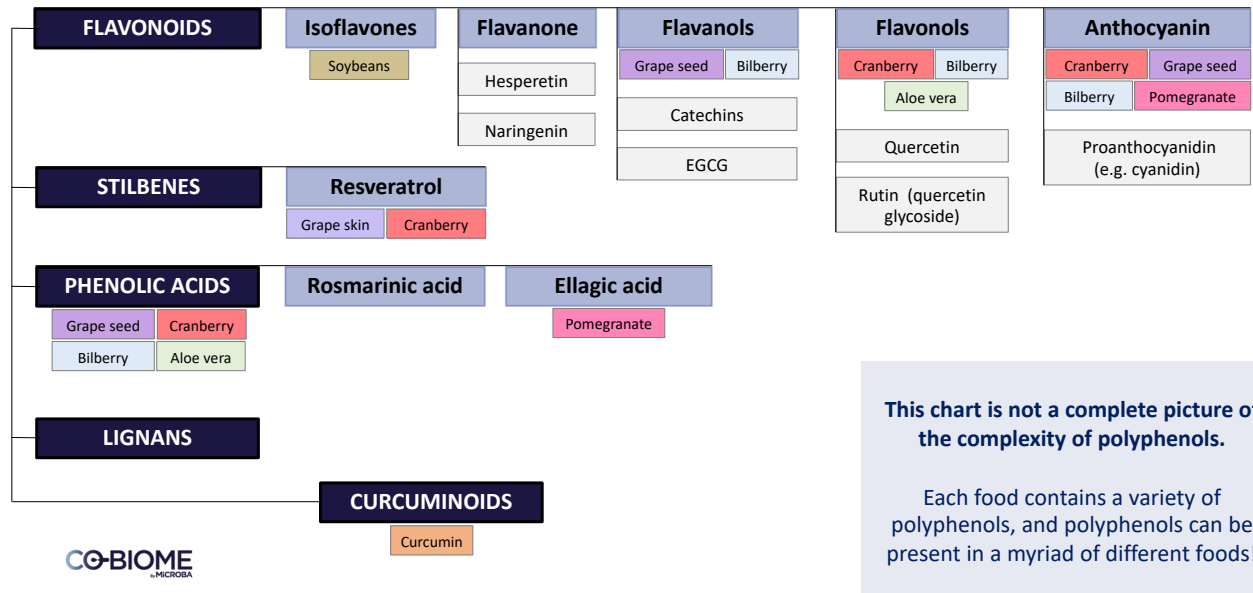 FLAVONOIDS
Isoflavones
Soybeans
Flavanone
Hesperetin
Naringenin
Flavanols
Grape seed
Bilberry
Catechins
EGCG
Flavonols
Cranberry
Bilberry
Aloe vera
Quercetin
Rutin (quercetin
glycoside)
Anthocyanin
Cranberry
Grape seed
Bilberry
Pomegranate
Proanthocyanidin
(e.g. cyanidin)
STILBENES
Resveratrol
Grape skin
Cranberry
PHENOLIC ACIDS
Grape seed
Cranberry
Bilberry
Aloe vera
Rosmarinic acid
Ellagic acid
Pomegranate
LIGNANS
CURCUMINOIDS
Curcumin
This chart is not a complete picture of
the complexity of polyphenols.
Each food contains a variety of
polyphenols, and polyphenols can be
present in a myriad of different foods!
CO-BIOME
by MICROBA